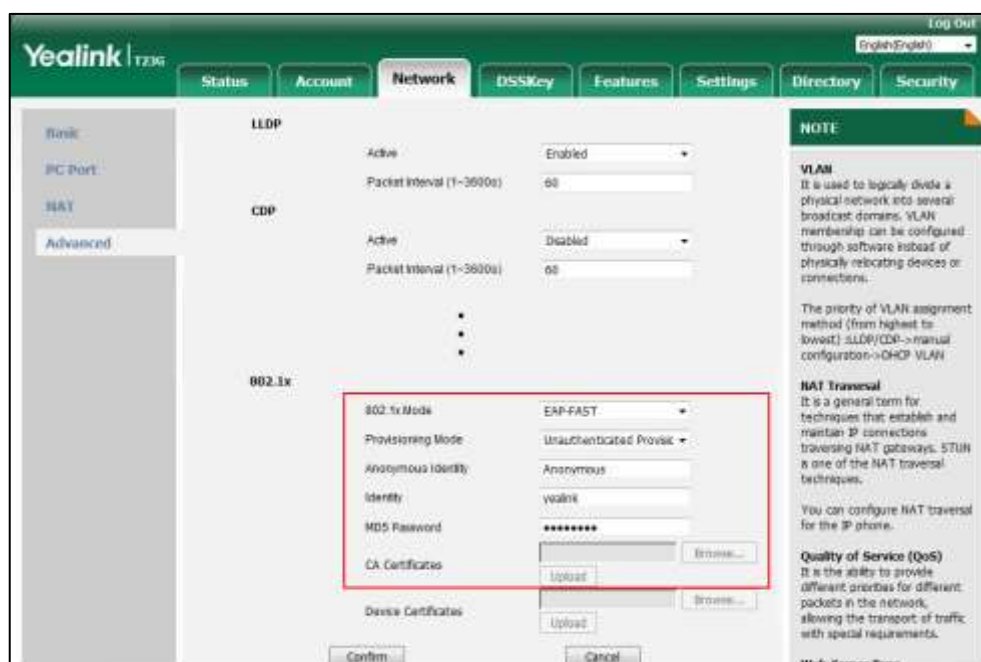 Log Out
Yealink T23G
English(English)
Status Account Network DSSKey Features Settings Directory Security
Basic
PC Port
NAT
Advanced
LLDP
Active Enabled
Packet Interval (1~3600s) 60
CDP
Active Disabled
Packet Interval (1~3600s) 60
802.1x
802.1x Mode EAP-FAST
Provisioning Mode Unauthenticated Provisic
Anonymous Identity Anonymous
Identity yealink
MD5 Password ••••••••
CA Certificates Browse...
Upload
Device Certificates Browse...
Upload
Confirm Cancel
NOTE
VLAN
It is used to logically divide a
physical network into several
broadcast domains. VLAN
membership can be configured
through software instead of
physically relocating devices or
connections.
The priority of VLAN assignment
method (from highest to
lowest) :LLDP/CDP->manual
configuration->DHCP VLAN
NAT Traversal
It is a general term for
techniques that establish and
maintain IP connections
traversing NAT gateways. STUN
is one of the NAT traversal
techniques.
You can configure NAT traversal
for the IP phone.
Quality of Service (QoS)
It is the ability to provide
different priorities for different
packets in the network,
allowing the transport of traffic
with special requirements.